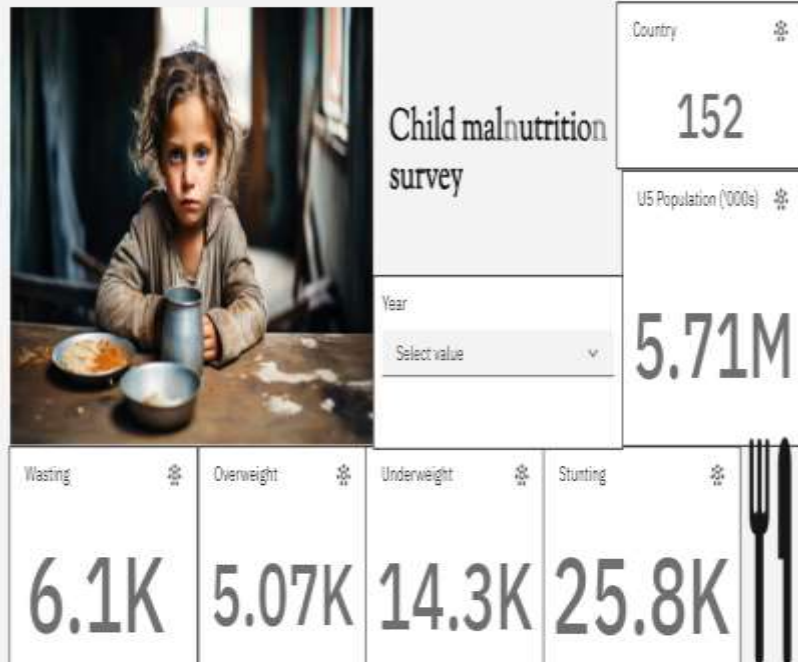 Child malnutrition
survey
Country
152
U5 Population ('000s)
5.71M
Year
Select value
Wasting
6.1K
Overweight
5.07K
Underweight
14.3K
Stunting
25.8K